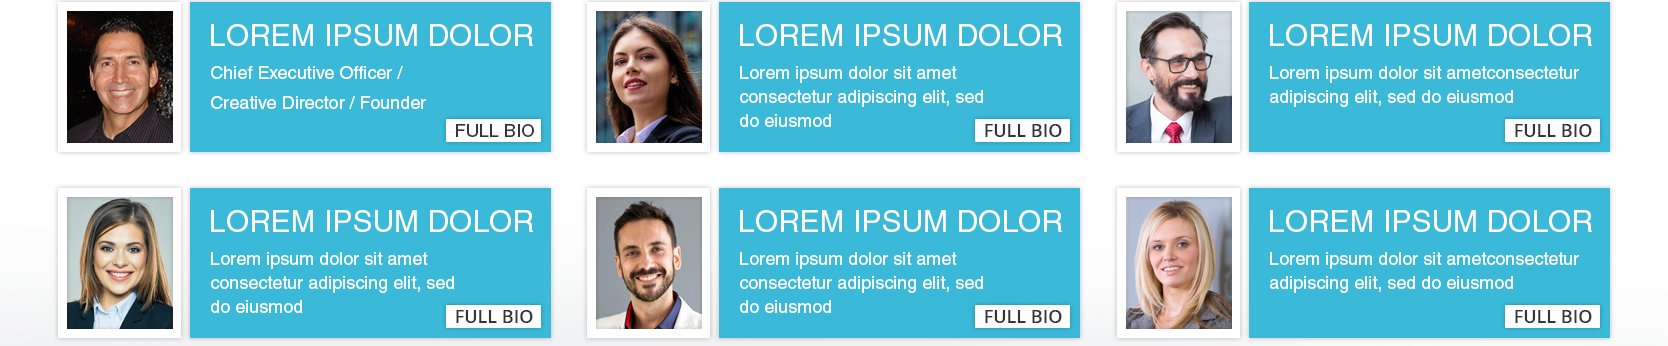 LOREM IPSUM DOLOR
Chief Executive Officer /
Creative Director / Founder
FULL BIO
LOREM IPSUM DOLOR
Lorem ipsum dolor sit amet
consectetur adipiscing elit, sed
do eiusmod
FULL BIO
LOREM IPSUM DOLOR
Lorem ipsum dolor sit ametconsectetur
adipiscing elit, sed do eiusmod
FULL BIO
LOREM IPSUM DOLOR
Lorem ipsum dolor sit amet
consectetur adipiscing elit, sed
do eiusmod
FULL BIO
LOREM IPSUM DOLOR
Lorem ipsum dolor sit amet
consectetur adipiscing elit, sed
do eiusmod
FULL BIO
LOREM IPSUM DOLOR
Lorem ipsum dolor sit ametconsectetur
adipiscing elit, sed do eiusmod
FULL BIO